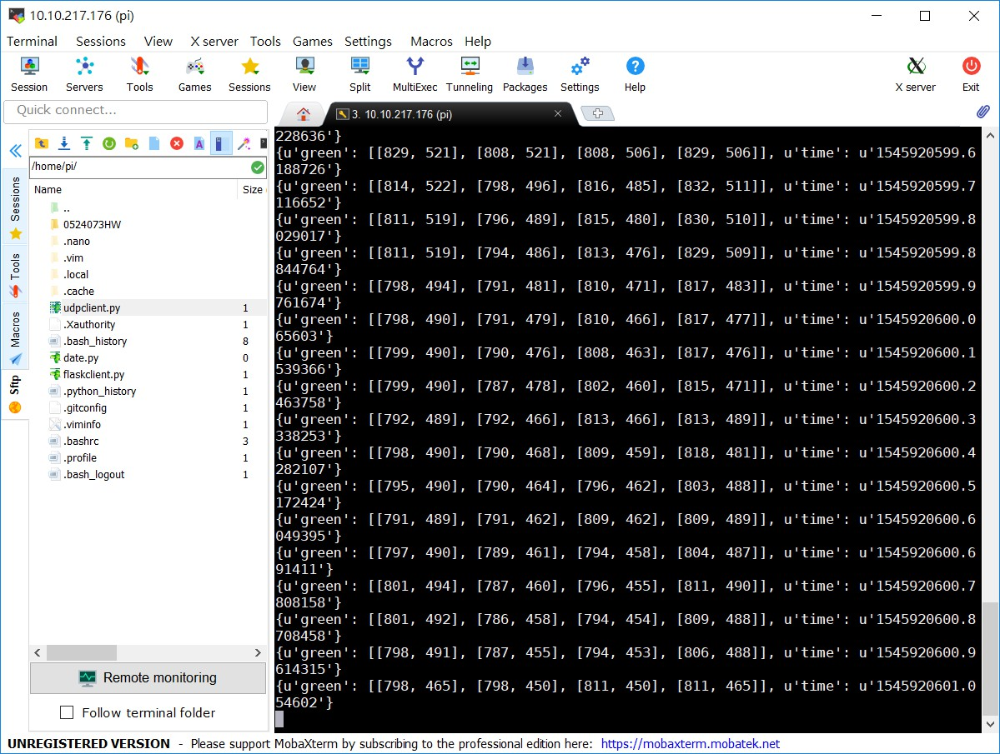 10.10.217.176 (pi)
Terminal Sessions View X server Tools Games Settings Macros Help
Session Servers Tools Games Sessions View Split MultiExec Tunneling Packages Settings Help X server Exit
Quick connect...
3. 10.10.217.176 (pi)
Sessions
Tools
Macros
Sftp
/home/pi/
Name Size
..
0524073HW
.nano
.vim
.local
.cache
udpclient.py 1
.Xauthority 1
.bash_history 8
date.py 0
flaskclient.py 1
.python_history 1
.gitconfig 1
.viminfo 1
.bashrc 3
.profile 1
.bash_logout 1
Remote monitoring
Follow terminal folder
228636'}
{u'green': [[829, 521], [808, 521], [808, 506], [829, 506]], u'time': u'1545920599.6
188726'}
{u'green': [[814, 522], [798, 496], [816, 485], [832, 511]], u'time': u'1545920599.7
116652'}
{u'green': [[811, 519], [796, 489], [815, 480], [830, 510]], u'time': u'1545920599.8
029017'}
{u'green': [[811, 519], [794, 486], [813, 476], [829, 509]], u'time': u'1545920599.8
844764'}
{u'green': [[798, 494], [791, 481], [810, 471], [817, 483]], u'time': u'1545920599.9
761674'}
{u'green': [[798, 490], [791, 479], [810, 466], [817, 477]], u'time': u'1545920600.0
65603'}
{u'green': [[799, 490], [790, 476], [808, 463], [817, 476]], u'time': u'1545920600.1
539366'}
{u'green': [[799, 490], [787, 478], [802, 460], [815, 471]], u'time': u'1545920600.2
463758'}
{u'green': [[792, 489], [792, 466], [813, 466], [813, 489]], u'time': u'1545920600.3
338253'}
{u'green': [[798, 490], [790, 468], [809, 459], [818, 481]], u'time': u'1545920600.4
282107'}
{u'green': [[795, 490], [790, 464], [796, 462], [803, 488]], u'time': u'1545920600.5
172424'}
{u'green': [[791, 489], [791, 462], [809, 462], [809, 489]], u'time': u'1545920600.6
049395'}
{u'green': [[797, 490], [789, 461], [794, 458], [804, 487]], u'time': u'1545920600.6
91411'}
{u'green': [[801, 494], [787, 460], [796, 455], [811, 490]], u'time': u'1545920600.7
808158'}
{u'green': [[801, 492], [786, 458], [794, 454], [809, 488]], u'time': u'1545920600.8
708458'}
{u'green': [[798, 491], [787, 455], [794, 453], [806, 488]], u'time': u'1545920600.9
614315'}
{u'green': [[798, 465], [798, 450], [811, 450], [811, 465]], u'time': u'1545920601.0
54602'}
UNREGISTERED VERSION - Please support MobaXterm by subscribing to the professional edition here: https://mobaxterm.mobatek.net